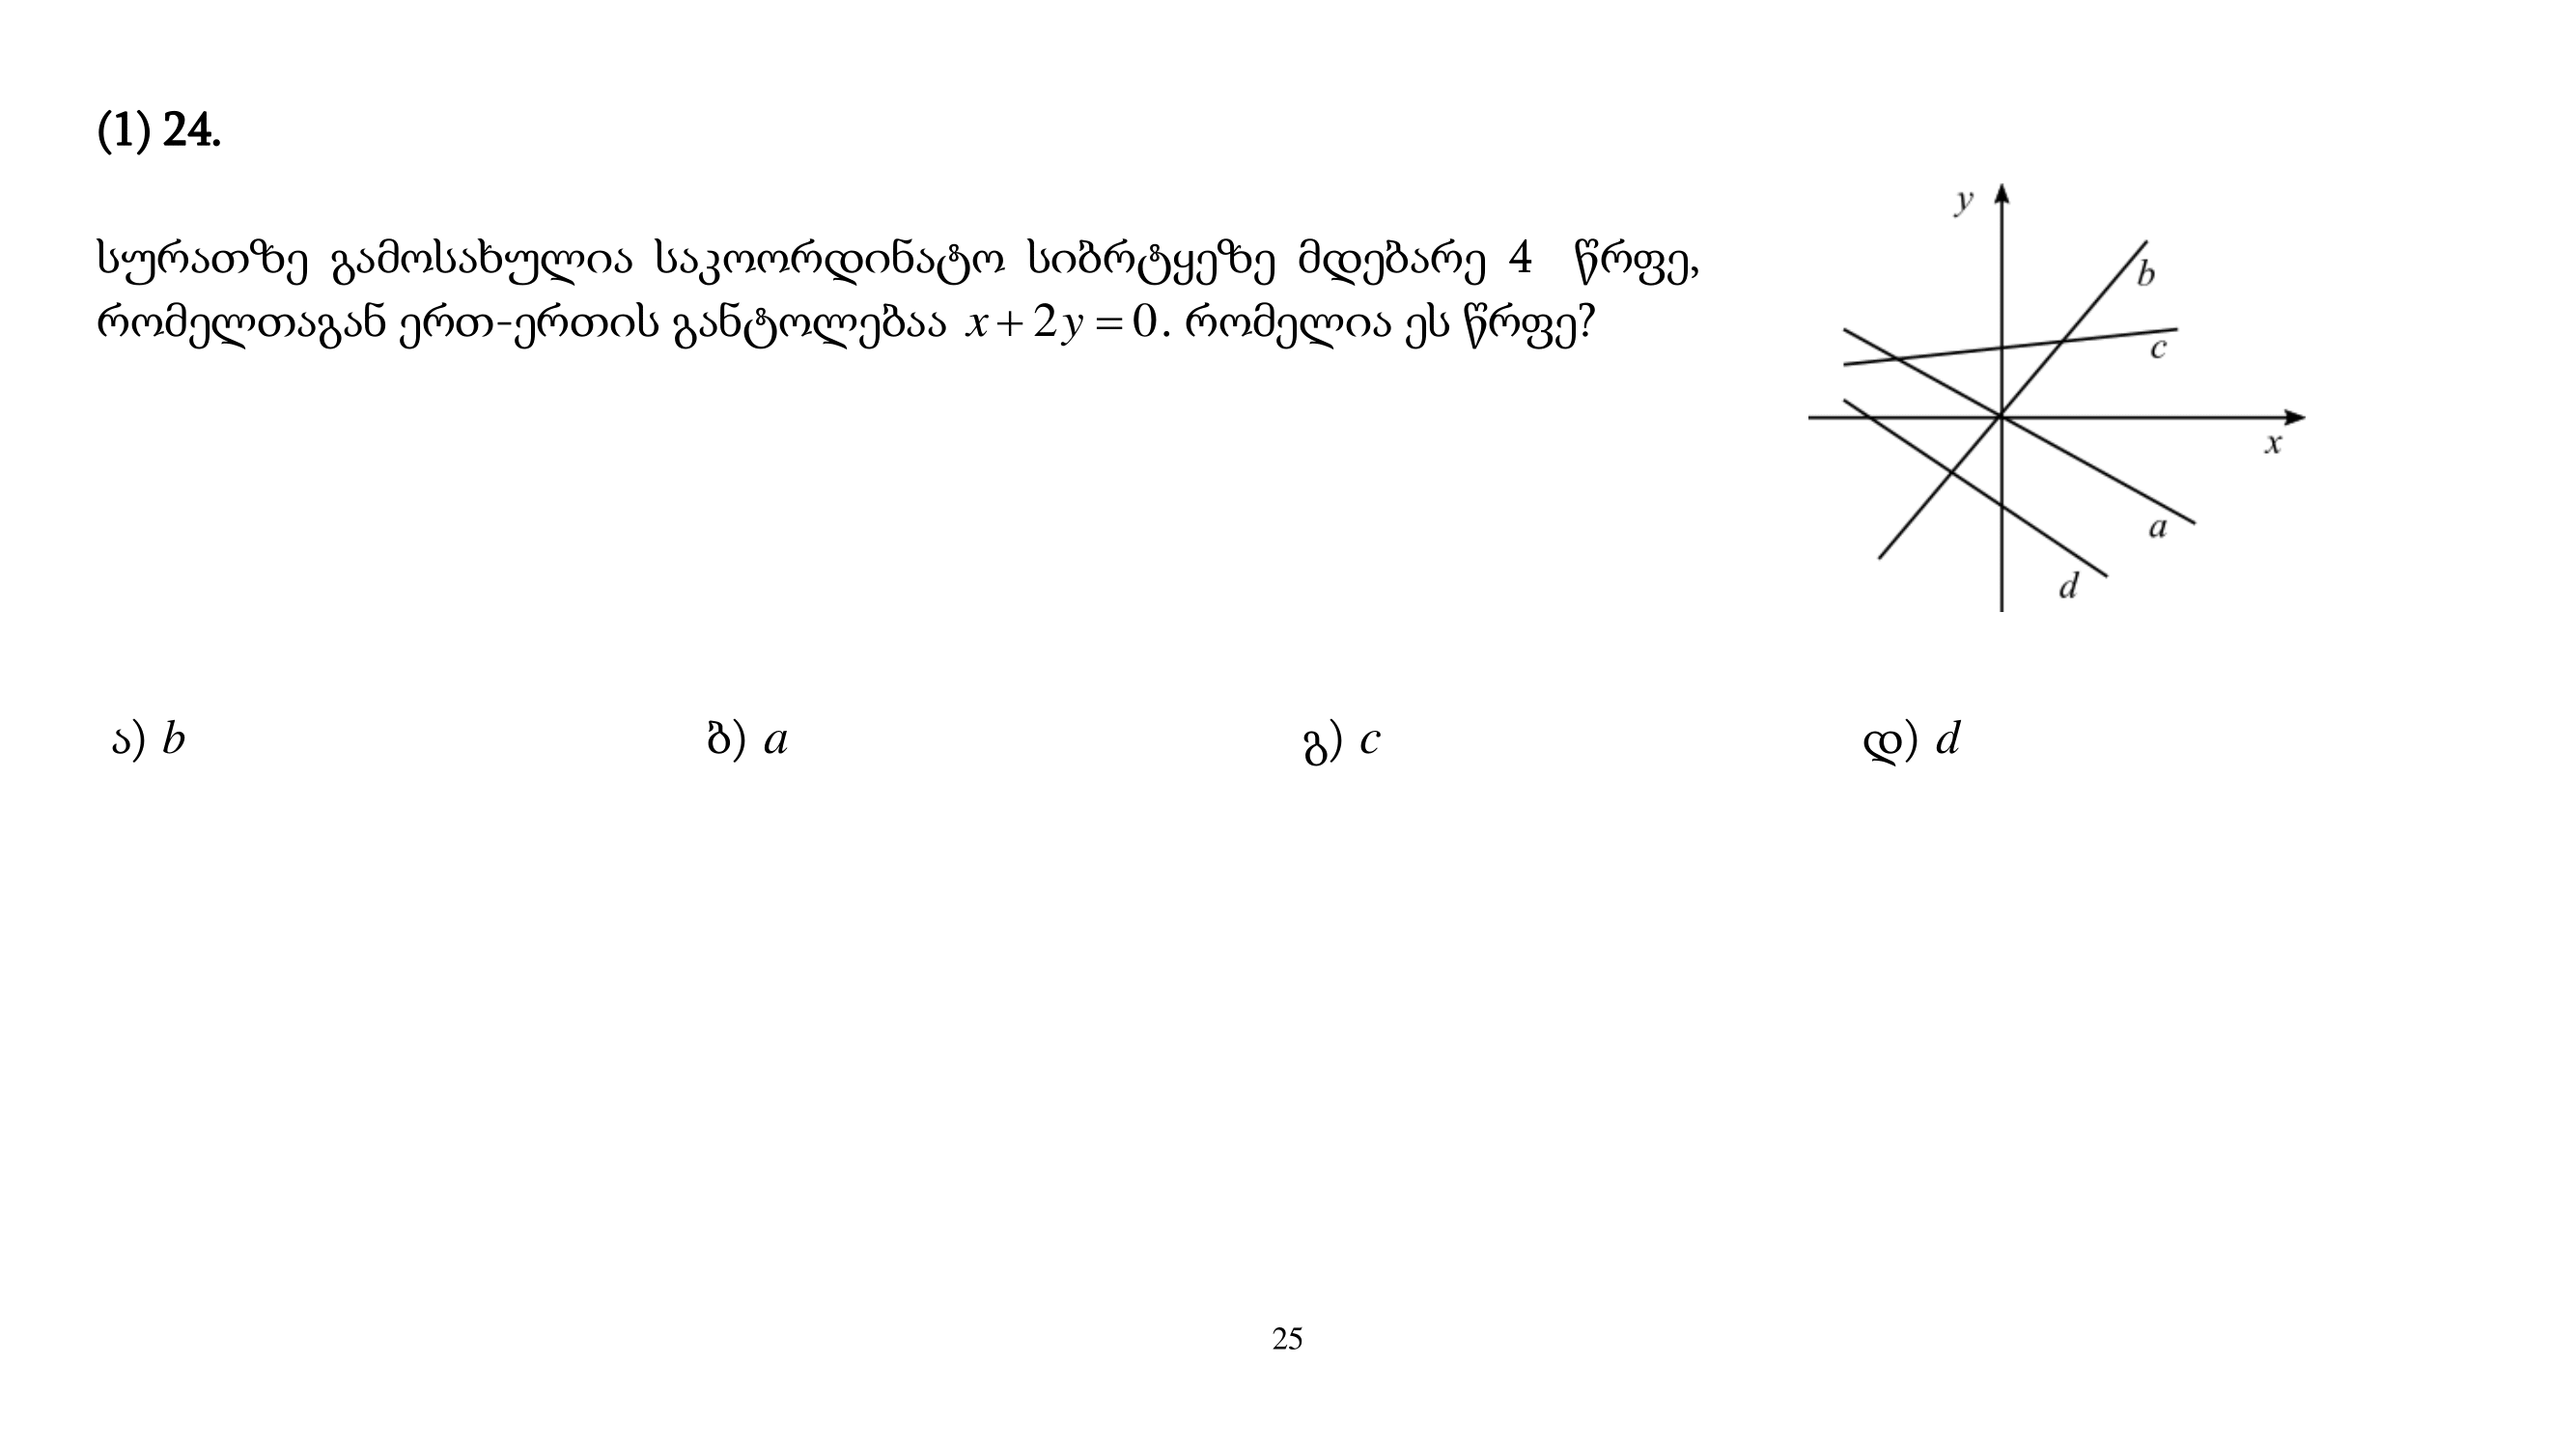 (1) 24.
y
b
სურათზე გამოსახულია საკოორდინატო სიბრტყეზე მდებარე 4 წრფე,
რომელთაგან ერთ-ერთის განტოლებაა x + 2y = 0. რომელია ეს წრფე?
c
x
a
d
ა) b ბ) a გ) c დ) d
25